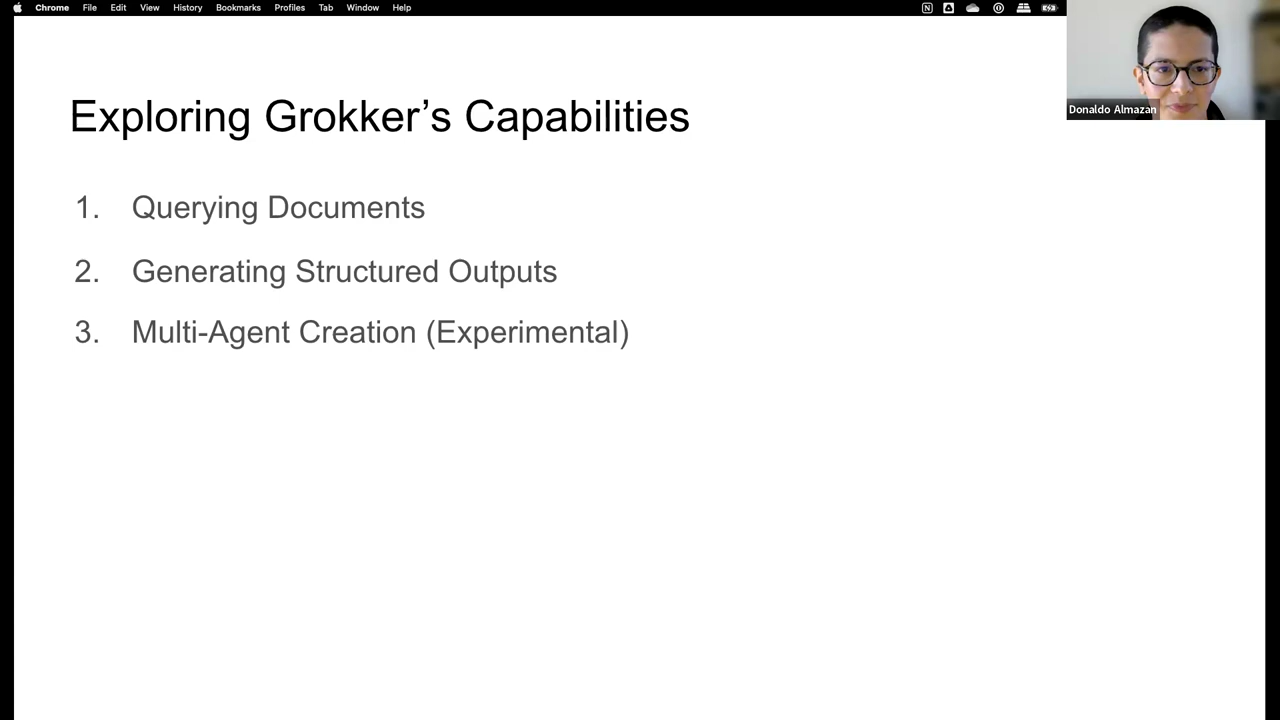 Chrome File Edit View History Bookmarks Profiles Tab Window Help
Exploring Grokker’s Capabilities
1. Querying Documents
2. Generating Structured Outputs
3. Multi-Agent Creation (Experimental)
Donaldo Almazan